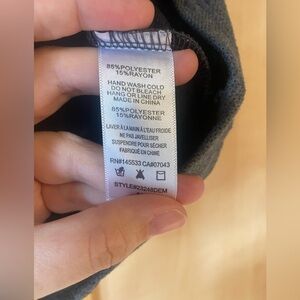 85%POLYESTER
15%RAYON
HAND WASH COLD
DO NOT BLEACH
HANG OR LINE DRY
MADE IN CHINA
85%POLYESTER
15%RAYONNE
LAVER À LA MAIN À L'EAU FROIDE
NE PAS JAVELLISER
SUSPENDRE POUR SÉCHER
FABRIQUÉ EN CHINE
RN#145533 CA#07043
STYLE#23248DEM